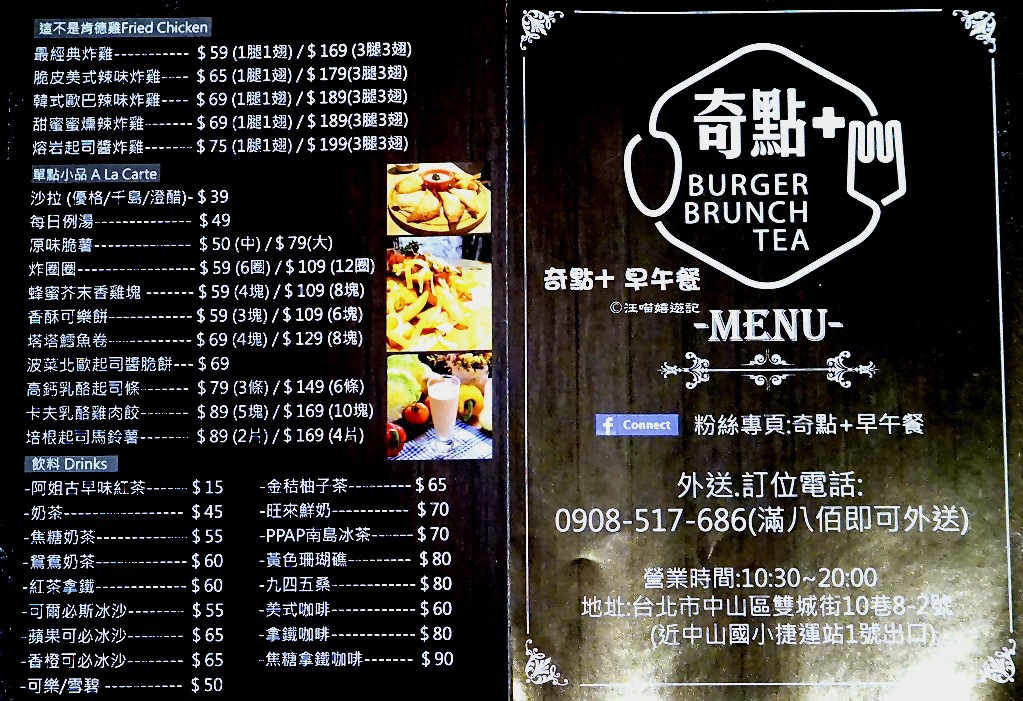 這不是肯德雞Fried Chicken
最經典炸雞----------- $59 (1腿1翅) / $169 (3腿3翅)
脆皮美式辣味炸雞---- $65 (1腿1翅) / $179(3腿3翅)
韓式歐巴辣味炸雞---- $69 (1腿1翅) / $189(3腿3翅)
甜蜜蜜燻辣炸雞------- $69 (1腿1翅) / $189(3腿3翅)
熔岩起司醬炸雞------- $75 (1腿1翅) / $199(3腿3翅)
單點小品 A La Carte
沙拉 (優格/千島/澄醋)- $39
每日例湯--------------- $49
原味脆薯-------------- $50 (中) / $79(大)
炸圈圈----------------- $59 (6圈) / $109 (12圈)
蜂蜜芥末香雞塊 ------- $59 (4塊) / $109 (8塊)
香酥可樂餅------------ $59 (3塊) / $109 (6塊)
塔塔鱈魚卷------------ $69 (4塊) / $129 (8塊)
波菜北歐起司醬脆餅--- $69
高鈣乳酪起司條------- $79 (3條) / $149 (6條)
卡夫乳酪雞肉餃------- $89 (5塊) / $169 (10塊)
培根起司馬鈴薯------- $89 (2片) / $169 (4片)
飲料 Drinks
-阿姐古早味紅茶------ $15
-奶茶----------------- $45
-焦糖奶茶------------ $55
-鴛鴦奶茶------------ $60
-紅茶拿鐵------------ $60
-可爾必斯冰沙------- $55
-蘋果可必冰沙------- $65
-香橙可必冰沙------- $65
-可樂/雪碧 ---------- $50
-金秸柚子茶--------- $65
-旺來鮮奶------------ $70
-PPAP南島冰茶------ $70
-黃色珊瑚礁--------- $80
-九四五桑------------ $80
-美式咖啡------------ $60
-拿鐵咖啡------------ $80
-焦糖拿鐵咖啡------- $90
奇點+
BURGER
BRUNCH
TEA
奇點+ 早午餐
©汪喵嬉遊記
-MENU-
f Connect 粉絲專頁:奇點+早午餐
外送.訂位電話:
0908-517-686(滿八佰即可外送)
營業時間:10:30~20:00
地址:台北市中山區雙城街10巷8-2號
(近中山國小捷運站1號出口)